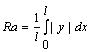 Ra = 1/l ∫₀ˡ | y | dx